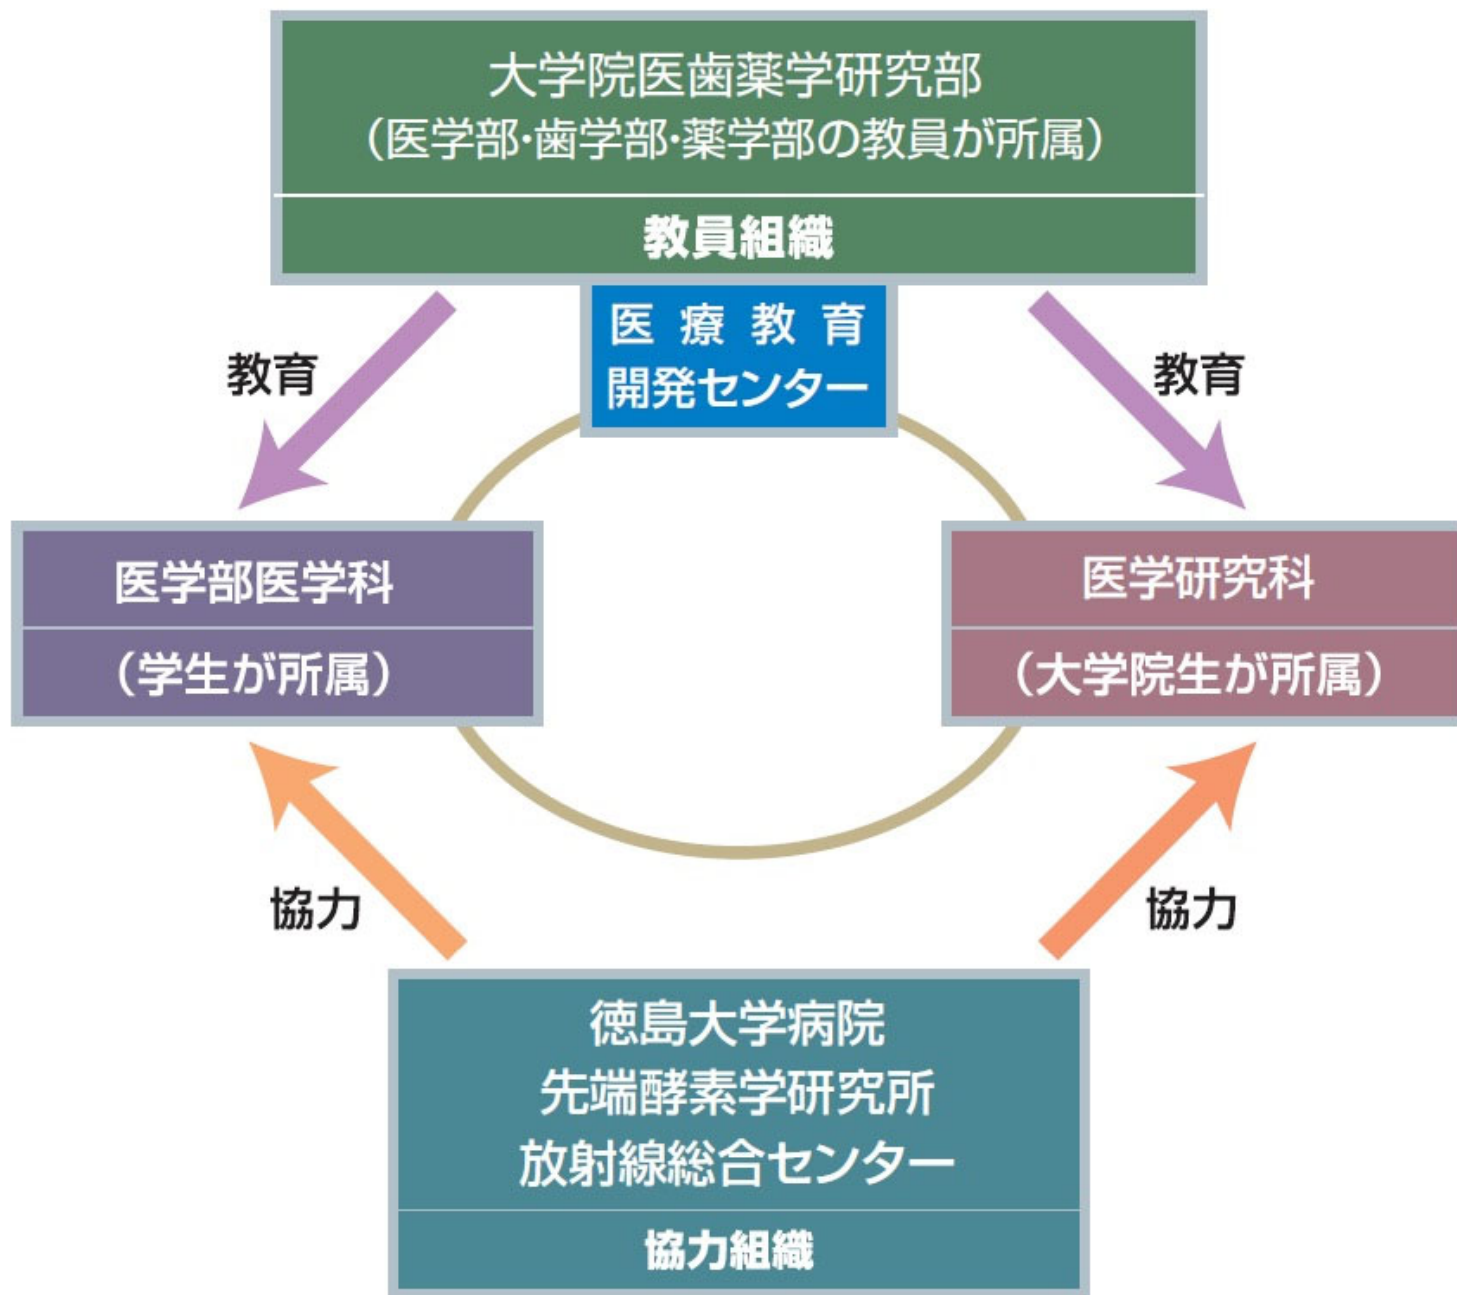 大学院医歯薬学研究部
（医学部・歯学部・薬学部の教員が所属）
教員組織
医療教育
開発センター
教育
教育
医学部医学科
（学生が所属）
医学研究科
（大学院生が所属）
協力
協力
徳島大学病院
先端酵素学研究所
放射線総合センター
協力組織